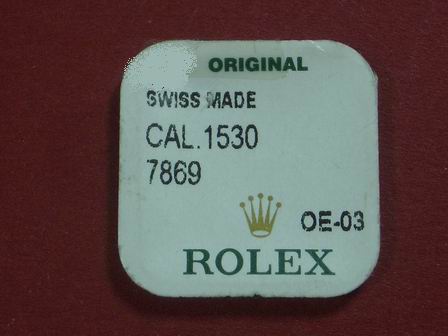 ORIGINAL
SWISS MADE
CAL.1530
7869
OE-03
ROLEX